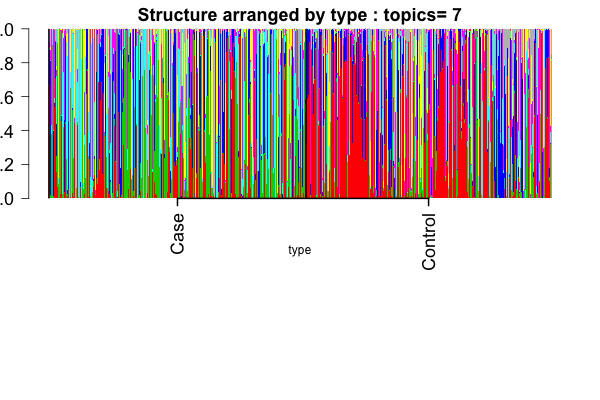 Structure arranged by type : topics= 7
.0
.8
.6
.4
.2
.0
Case
Control
type